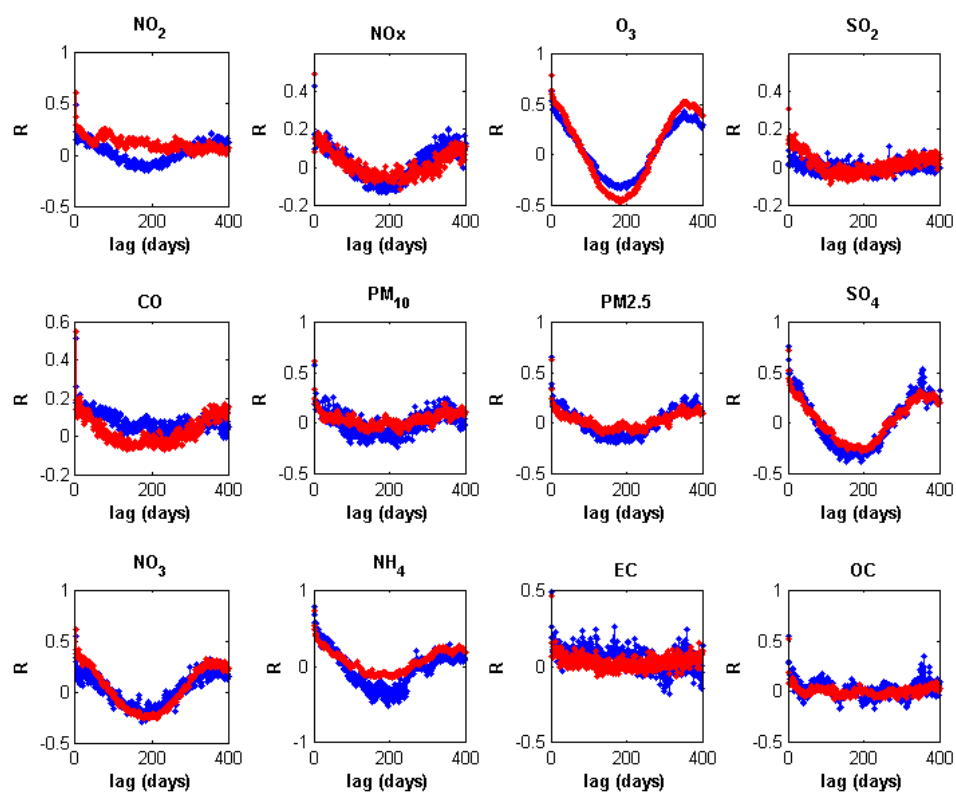 NO2 NOx O3 SO2
1 1 1
0.5 0.4 0.5 0.4
R 0 R 0.2 R 0 R 0.2
0 0
-0.5 -0.2 -0.5 -0.2
0 200 400 0 200 400 0 200 400 0 200 400
lag (days) lag (days) lag (days) lag (days)
CO PM10 PM2.5 SO4
0.6 1 1 1
0.4 0.5 0.5 0.5
R 0.2 R R R
0 0 0 0
-0.2 -0.5 -0.5 -0.5
0 200 400 0 200 400 0 200 400 0 200 400
lag (days) lag (days) lag (days) lag (days)
NO3 NH4 EC OC
1 1 0.5 1
0.5 0.5
R R 0 R 0 R
0 0
-0.5 -1 -0.5 -0.5
0 200 400 0 200 400 0 200 400 0 200 400
lag (days) lag (days) lag (days) lag (days)